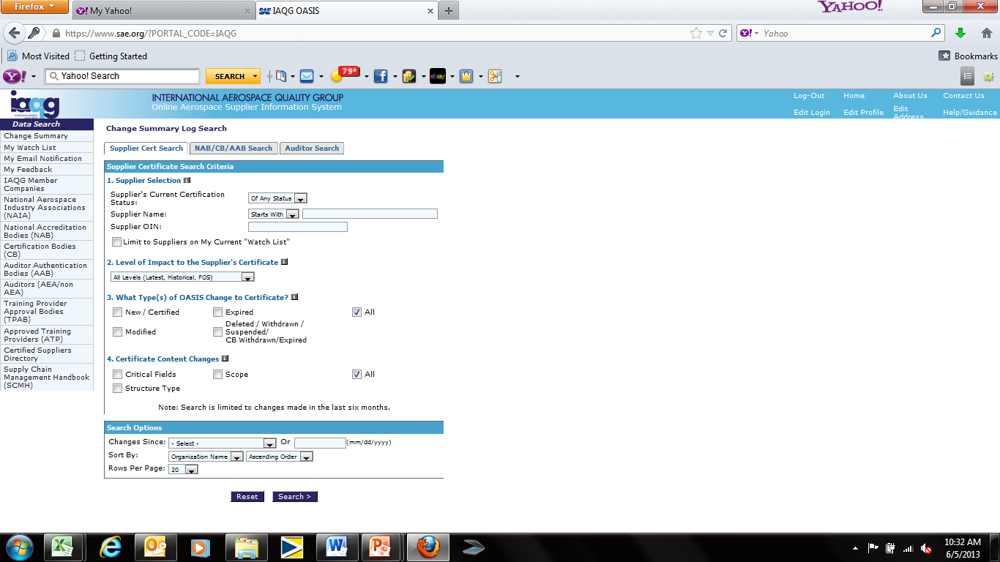 Firefox
My Yahoo!
IAQG OASIS
YAHOO!
https://www.sae.org/?PORTAL_CODE=IAQG
Yahoo
Most Visited
Getting Started
Bookmarks
Yahoo! Search
SEARCH
79°
ebay
iaqg
INTERNATIONAL AEROSPACE QUALITY GROUP
Online Aerospace Supplier Information System
Log-Out
Home
About Us
Contact Us
Edit Login
Edit Profile
Edit
Address
Help/Guidance
Data Search
Change Summary
My Watch List
My Email Notification
My Feedback
IAQG Member
Companies
National Aerospace
Industry Associations
(NAIA)
National Accreditation
Bodies (NAB)
Certification Bodies
(CB)
Auditor Authentication
Bodies (AAB)
Auditors (AEA/non
AEA)
Training Provider
Approval Bodies
(TPAB)
Approved Training
Providers (ATP)
Certified Suppliers
Directory
Supply Chain
Management Handbook
(SCMH)
Change Summary Log Search
Supplier Cert Search
NAB/CB/AAB Search
Auditor Search
Supplier Certificate Search Criteria
1. Supplier Selection
Supplier's Current Certification
Status:
Of Any Status
Supplier Name:
Starts With
Supplier OIN:
Limit to Suppliers on My Current "Watch List"
2. Level of Impact to the Supplier's Certificate
All Levels (Latest, Historical, FOS)
3. What Type(s) of OASIS Change to Certificate?
New / Certified
Expired
All
Modified
Deleted / Withdrawn /
Suspended/
CB Withdrawn/Expired
4. Certificate Content Changes
Critical Fields
Scope
All
Structure Type
Note: Search is limited to changes made in the last six months.
Search Options
Changes Since:
- Select -
Or
(mm/dd/yyyy)
Sort By:
Organization Name
Ascending Order
Rows Per Page:
20
Reset
Search >
10:32 AM
6/5/2013